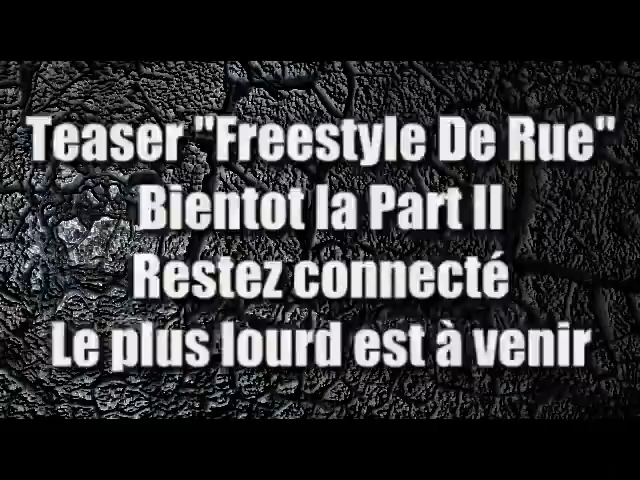 Teaser "Freestyle De Rue"
Bientot la Part II
Restez connecté
Le plus lourd est à venir